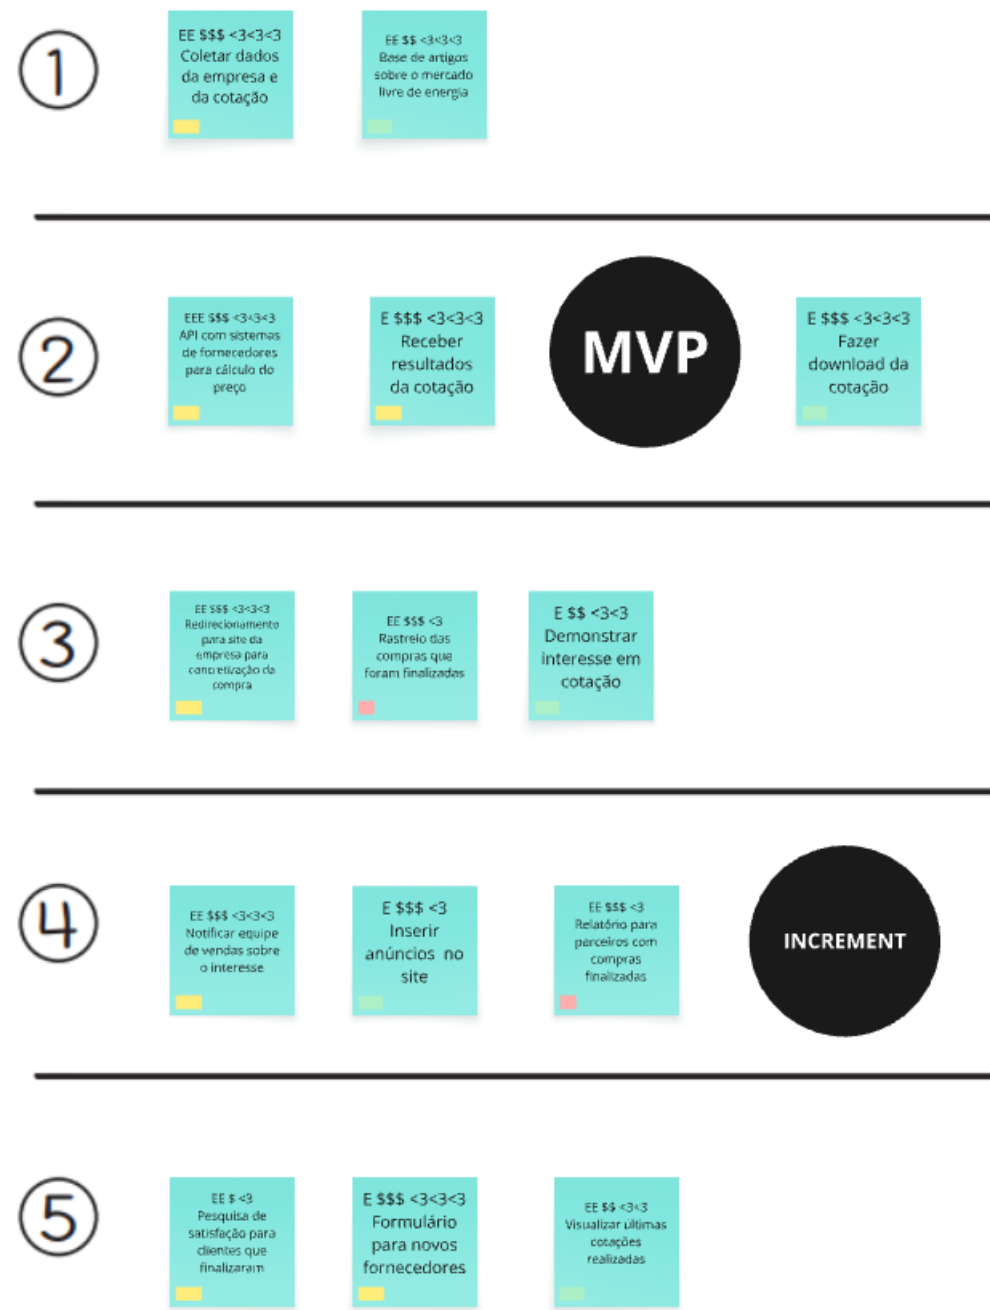 1
EE $$$ <3<3<3
Coletar dados
da empresa e
da cotação
EE $$ <3<3<3
Base de artigos
sobre o mercado
livre de energia
2
EEE $$$ <3<3<3
API com sistemas
de fornecedores
para cálculo do
preço
E $$$ <3<3<3
Receber
resultados
da cotação
MVP
E $$$ <3<3<3
Fazer
download da
cotação
3
EE $$$ <3<3<3
Redirecionamento
para site da
empresa para
concretização da
compra
EE $$$ <3
Rastreio das
compras que
foram finalizadas
E $$ <3<3
Demonstrar
interesse em
cotação
4
EE $$$ <3<3<3
Notificar equipe
de vendas sobre
o interesse
E $$$ <3
Inserir
anúncios no
site
EE $$$ <3
Relatório para
parceiros com
compras
finalizadas
INCREMENT
5
EE $ <3
Pesquisa de
satisfação para
clientes que
finalizaram
E $$$ <3<3<3
Formulário
para novos
fornecedores
EE $$ <3<3
Visualizar últimas
cotações
realizadas